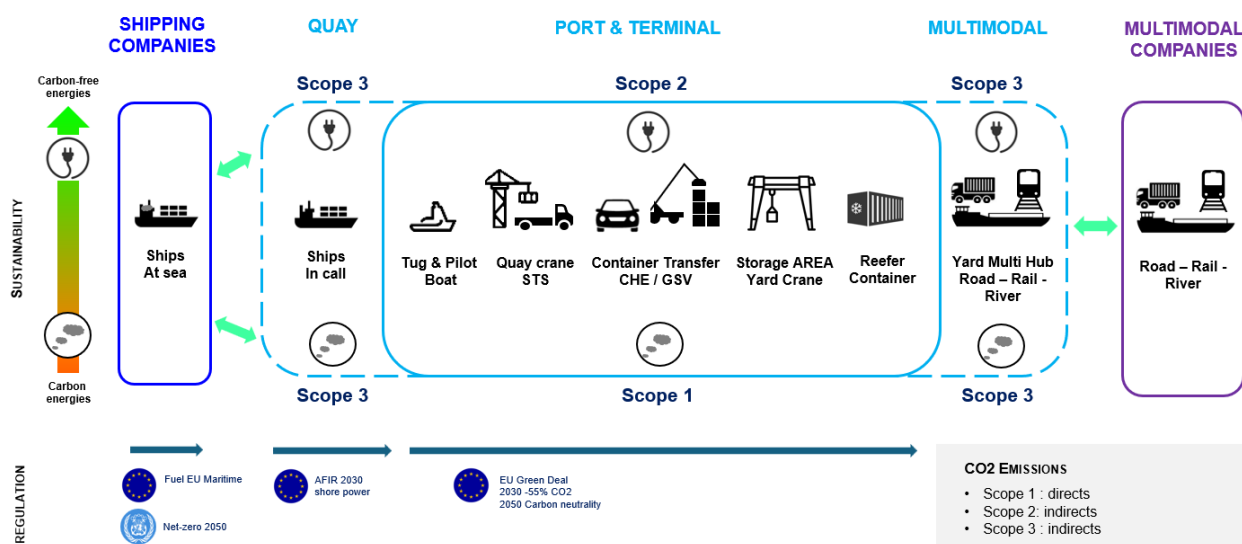 SHIPPING
COMPANIES
QUAY
PORT & TERMINAL
MULTIMODAL
MULTIMODAL
COMPANIES
Carbon-free
energies
Scope 3
Scope 2
Scope 3
SUSTAINABILITY
Ships
At sea
Ships
In call
Tug & Pilot
Boat
Quay crane
STS
Container Transfer
CHE / GSV
Storage AREA
Yard Crane
Reefer
Container
Yard Multi Hub
Road – Rail -
River
Road – Rail -
River
Carbon
energies
Scope 3
Scope 1
Scope 3
REGULATION
Fuel EU Maritime
Net-zero 2050
AFIR 2030
shore power
EU Green Deal
2030 -55% CO2
2050 Carbon neutrality
CO2 EMISSIONS
• Scope 1 : directs
• Scope 2: indirects
• Scope 3 : indirects